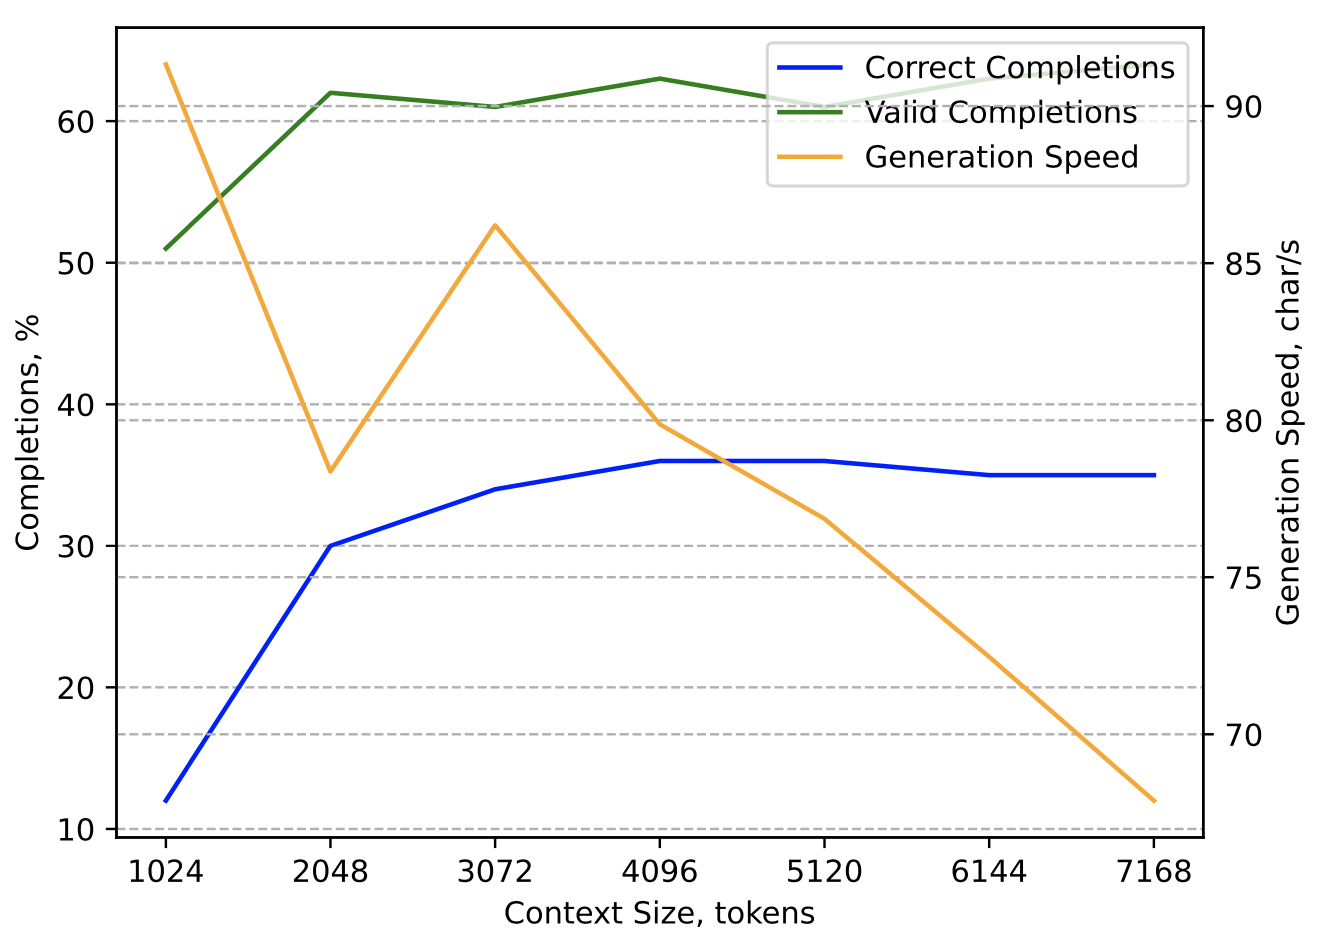 Correct Completions
Valid Completions
Generation Speed
60
50
40
30
20
10
90
85
80
75
70
Completions, %
Generation Speed, char/s
1024 2048 3072 4096 5120 6144 7168
Context Size, tokens